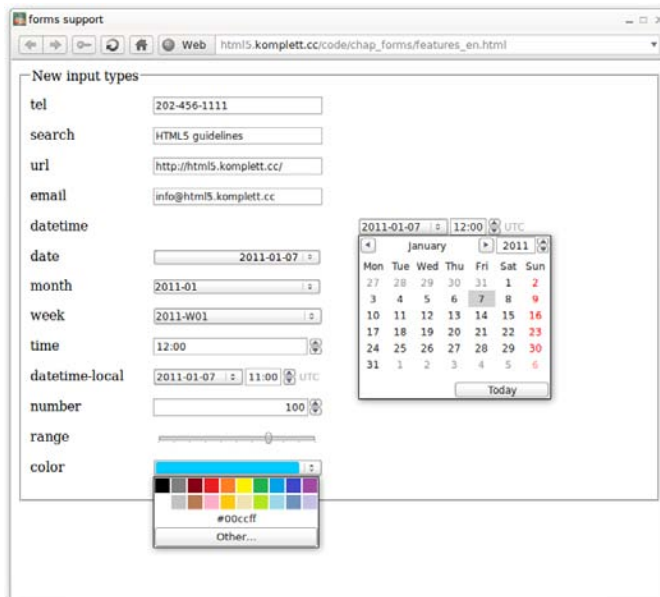 forms support
Web html5.komplett.cc/code/chap_forms/features_en.html
New input types
tel 202-456-1111
search HTML5 guidelines
url http://html5.komplett.cc/
email info@html5.komplett.cc
datetime 2011-01-07 12:00 UTC
date 2011-01-07
month 2011-01
week 2011-W01
time 12:00
datetime-local 2011-01-07 11:00 UTC
number 100
range
color
#00ccff
Other...
January 2011
Mon Tue Wed Thu Fri Sat Sun
27 28 29 30 31 1 2
3 4 5 6 7 8 9
10 11 12 13 14 15 16
17 18 19 20 21 22 23
24 25 26 27 28 29 30
31 1 2 3 4 5 6
Today